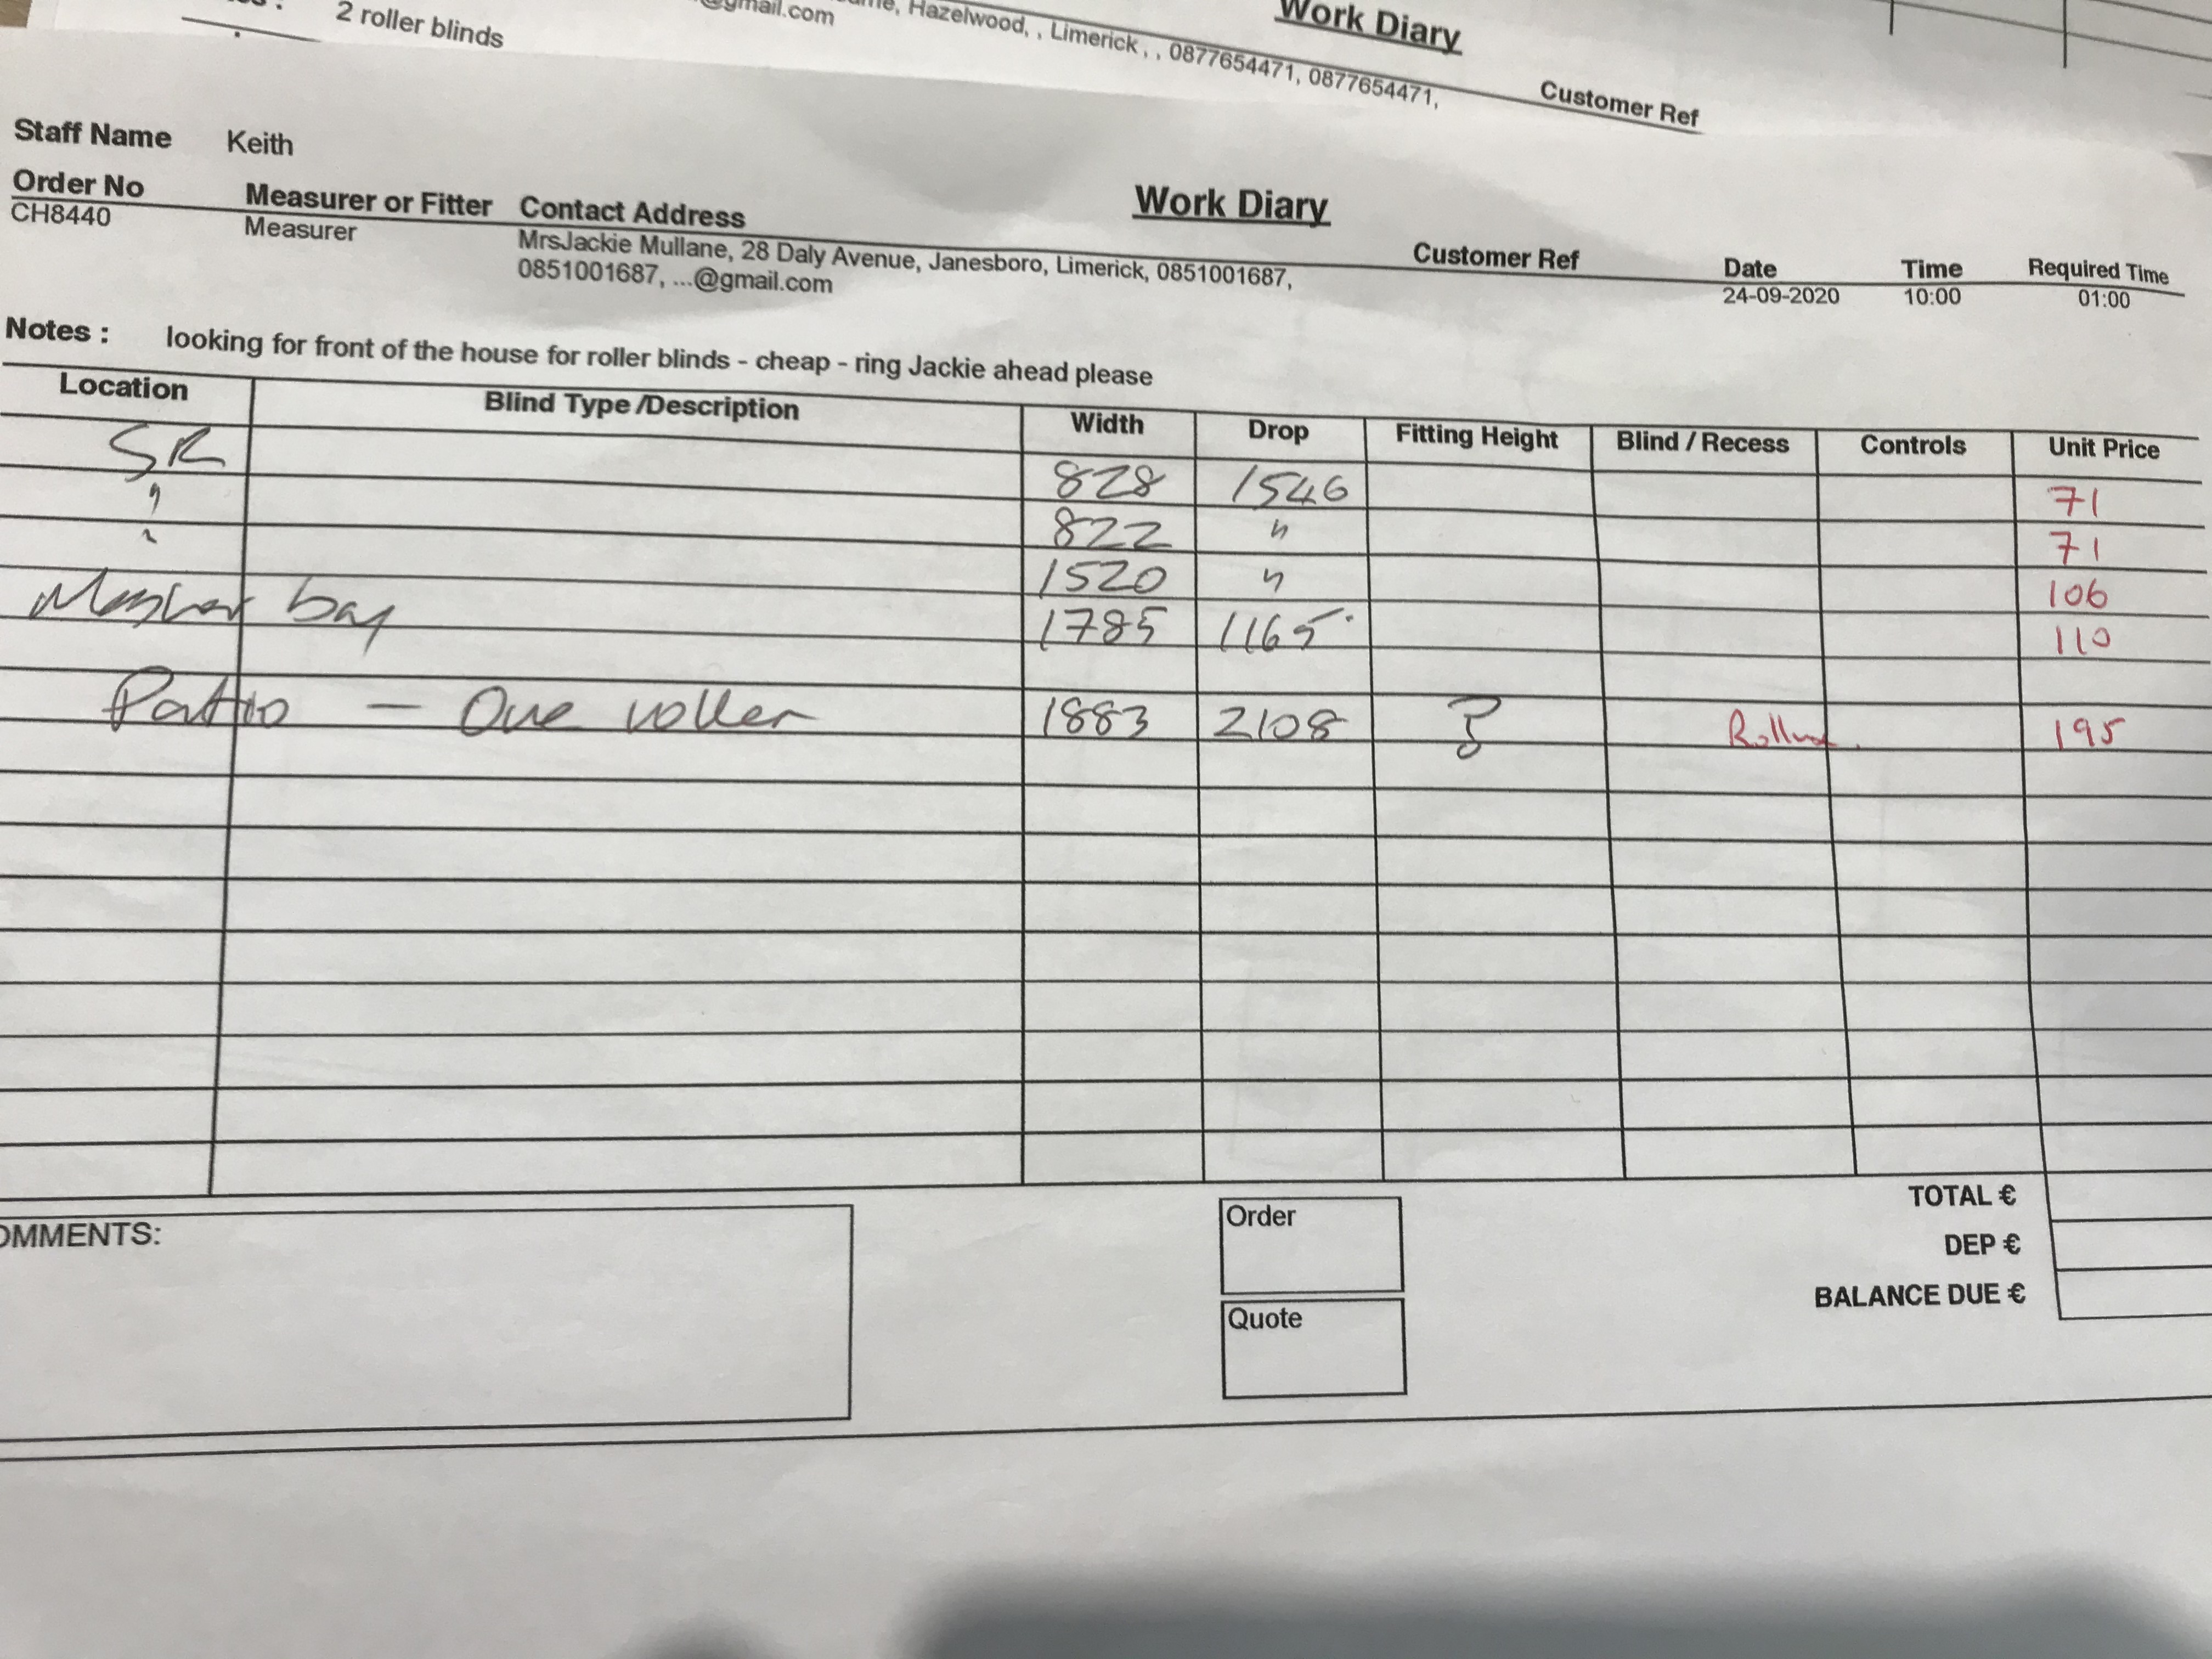 2 roller blinds
@gmail.com
Hazelwood, , Limerick , , 0877654471, 0877654471,
Work Diary
Customer Ref
Staff Name Keith
Work Diary
Order No Measurer or Fitter Contact Address Customer Ref Date Time Required Time
CH8440 Measurer MrsJackie Mullane, 28 Daly Avenue, Janesboro, Limerick, 0851001687, 24-09-2020 10:00 01:00
0851001687, ...@gmail.com
Notes : looking for front of the house for roller blinds - cheap - ring Jackie ahead please
Location Blind Type /Description Width Drop Fitting Height Blind / Recess Controls Unit Price
SR 828 1546 71
" 822 " 71
" 1520 " 106
bay 1785 1165 110
Patio - One roller 1883 2108 ? 195
OMMENTS:
Order
Quote
TOTAL €
DEP €
BALANCE DUE €